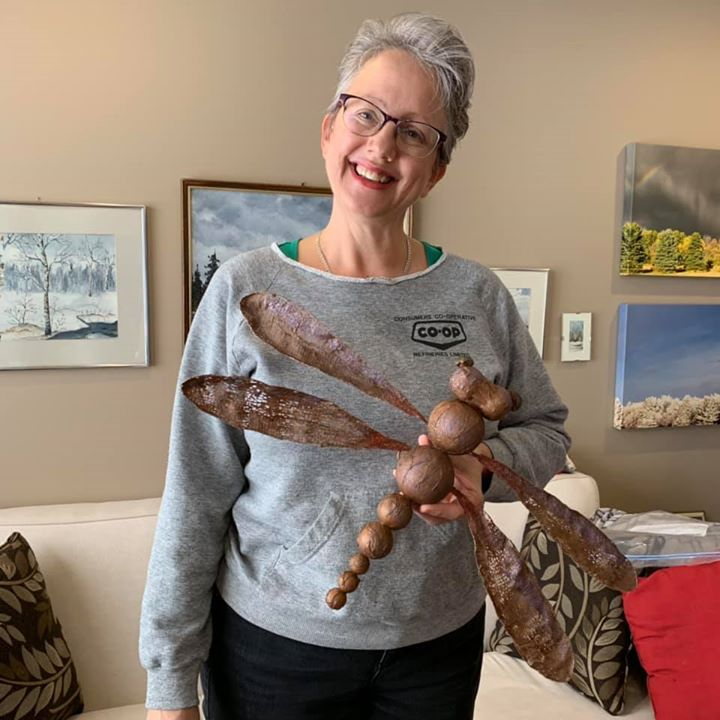 CONSUMERS CO-OPERATIVE
CO-OP
REFINERIES LIMITED